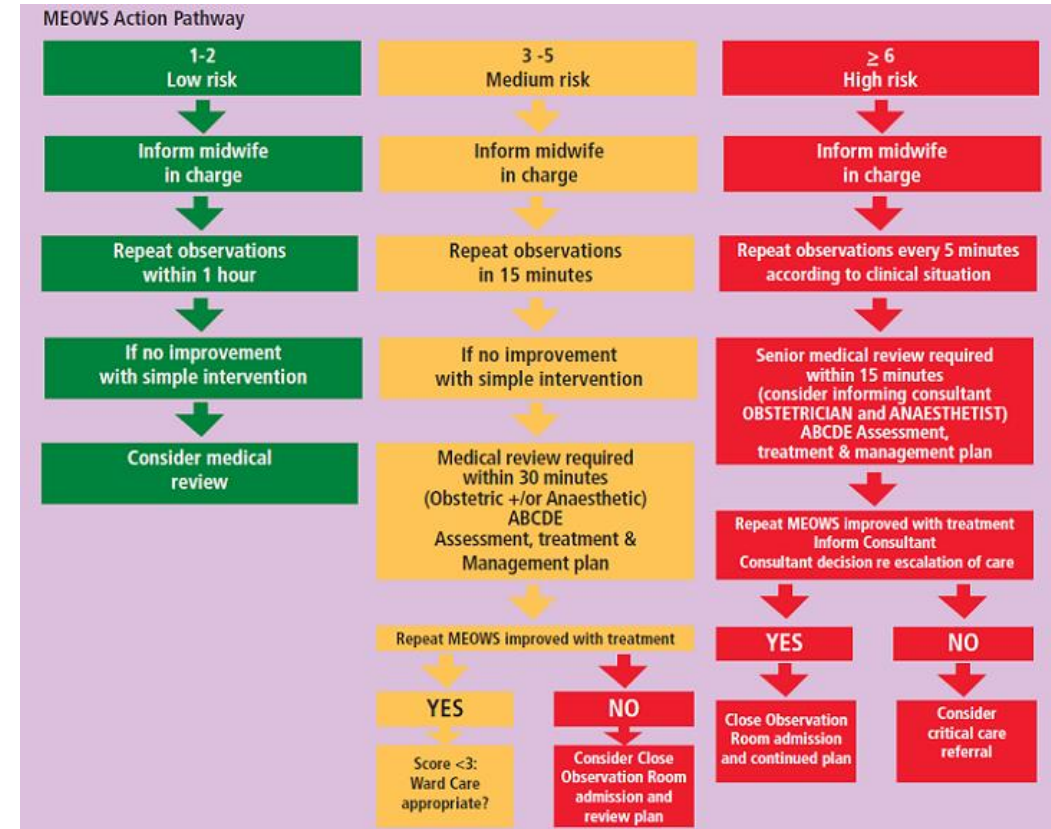 MEOWS Action Pathway
1-2
Low risk
Inform midwife
in charge
Repeat observations
within 1 hour
If no improvement
with simple intervention
Consider medical
review
3 -5
Medium risk
Inform midwife
in charge
Repeat observations
in 15 minutes
If no improvement
with simple intervention
Medical review required
within 30 minutes
(Obstetric +/or Anaesthetic)
ABCDE
Assessment, treatment &
Management plan
Repeat MEOWS improved with treatment
YES
Score <3:
Ward Care
appropriate?
NO
Consider Close
Observation Room
admission and
review plan
≥ 6
High risk
Inform midwife
in charge
Repeat observations every 5 minutes
according to clinical situation
Senior medical review required
within 15 minutes
(consider informing consultant
OBSTETRICIAN and ANAESTHETIST)
ABCDE Assessment,
treatment & management plan
Repeat MEOWS improved with treatment
Inform Consultant
Consultant decision re escalation of care
YES
Close Observation
Room admission
and continued plan
NO
Consider
critical care
referral